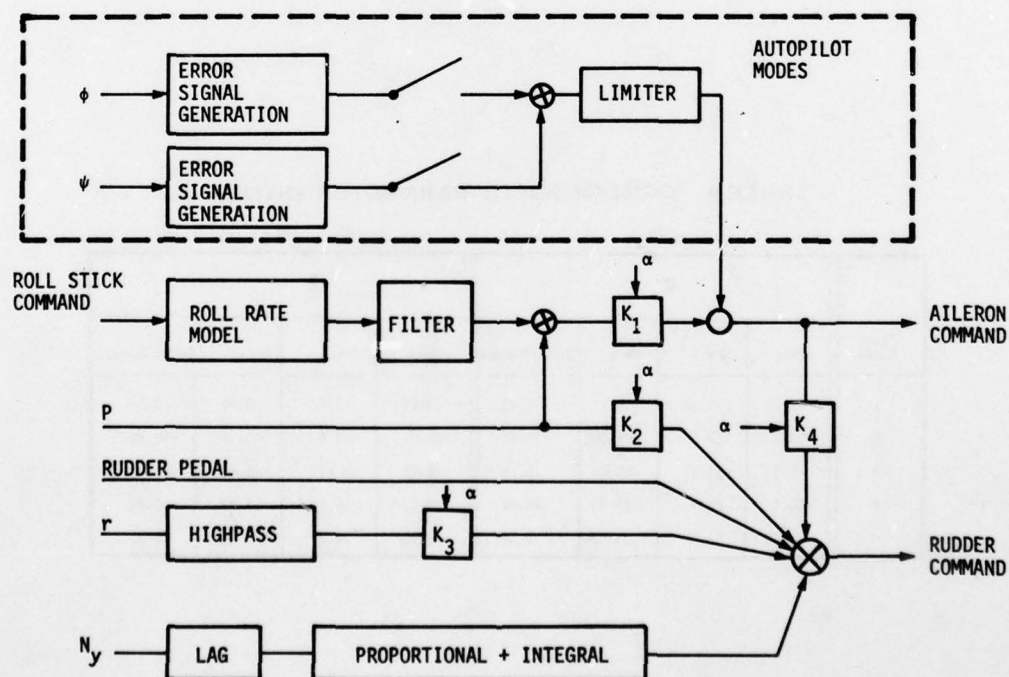 AUTOPILOT
MODES
ϕ
ERROR
SIGNAL
GENERATION
LIMITER
ψ
ERROR
SIGNAL
GENERATION
ROLL STICK
COMMAND
ROLL RATE
MODEL
FILTER
α
K1
AILERON
COMMAND
P
α
K2
α
K4
RUDDER PEDAL
r
HIGHPASS
α
K3
RUDDER
COMMAND
Ny
LAG
PROPORTIONAL + INTEGRAL